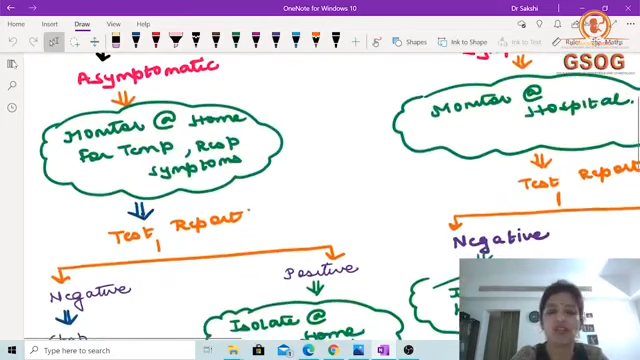 OneNote for Windows 10
Dr Sakshi
Home
Insert
Draw
View
Help
Shapes
Ink to Shape
Ink to Text
Ruler
Maths
GSOG
Asymptomatic
Monitor @ Home
For Temp, Resp
symptoms
Monitor @
Hospital.
Test Report
Test Report
Negative
Positive
Negative
Isolate @
Home
Type here to search